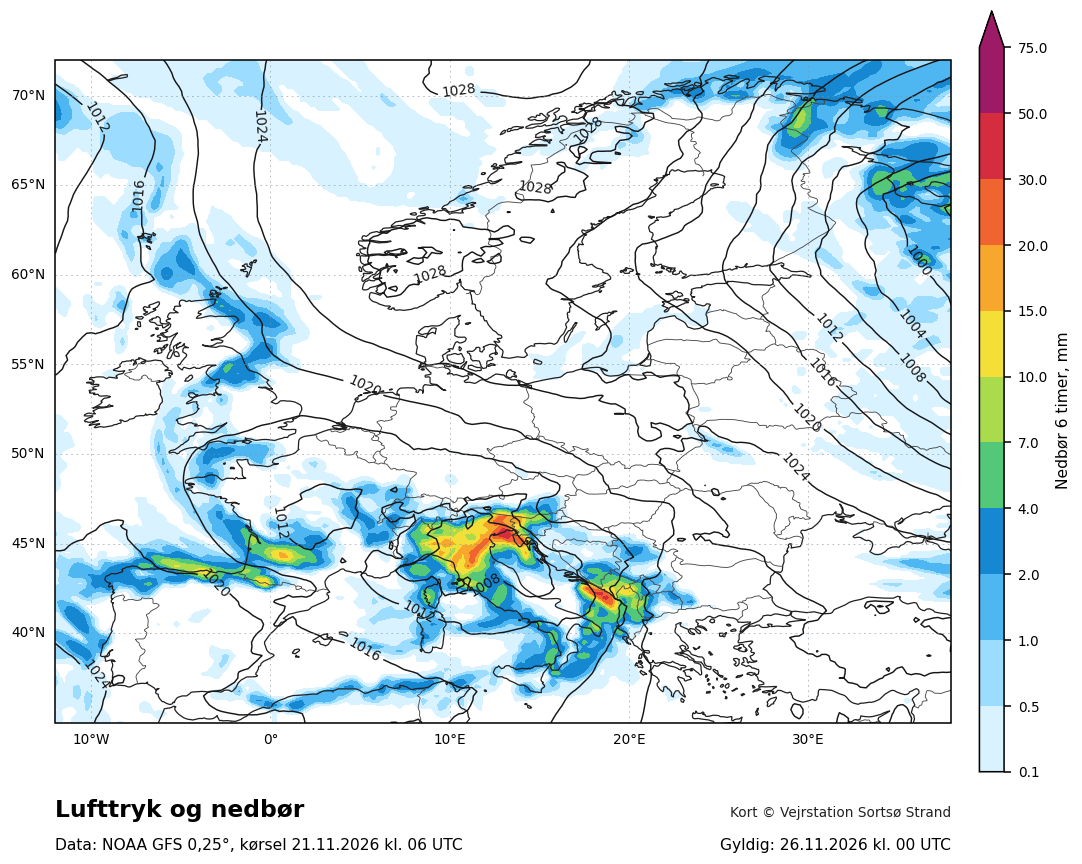 75.0
50.0
30.0
20.0
15.0
10.0
7.0
4.0
2.0
1.0
0.5
0.1
Nedbør 6 timer, mm
70°N
65°N
60°N
55°N
50°N
45°N
40°N
10°W
0°
10°E
20°E
30°E
1012
1016
1024
1028
1028
1028
1028
1020
1012
1020
1024
1008
1012
1016
1000
1004
1008
1012
1016
1020
1024
Lufttryk og nedbør
Kort © Vejrstation Sortsø Strand
Data: NOAA GFS 0,25°, kørsel 21.11.2026 kl. 06 UTC
Gyldig: 26.11.2026 kl. 00 UTC